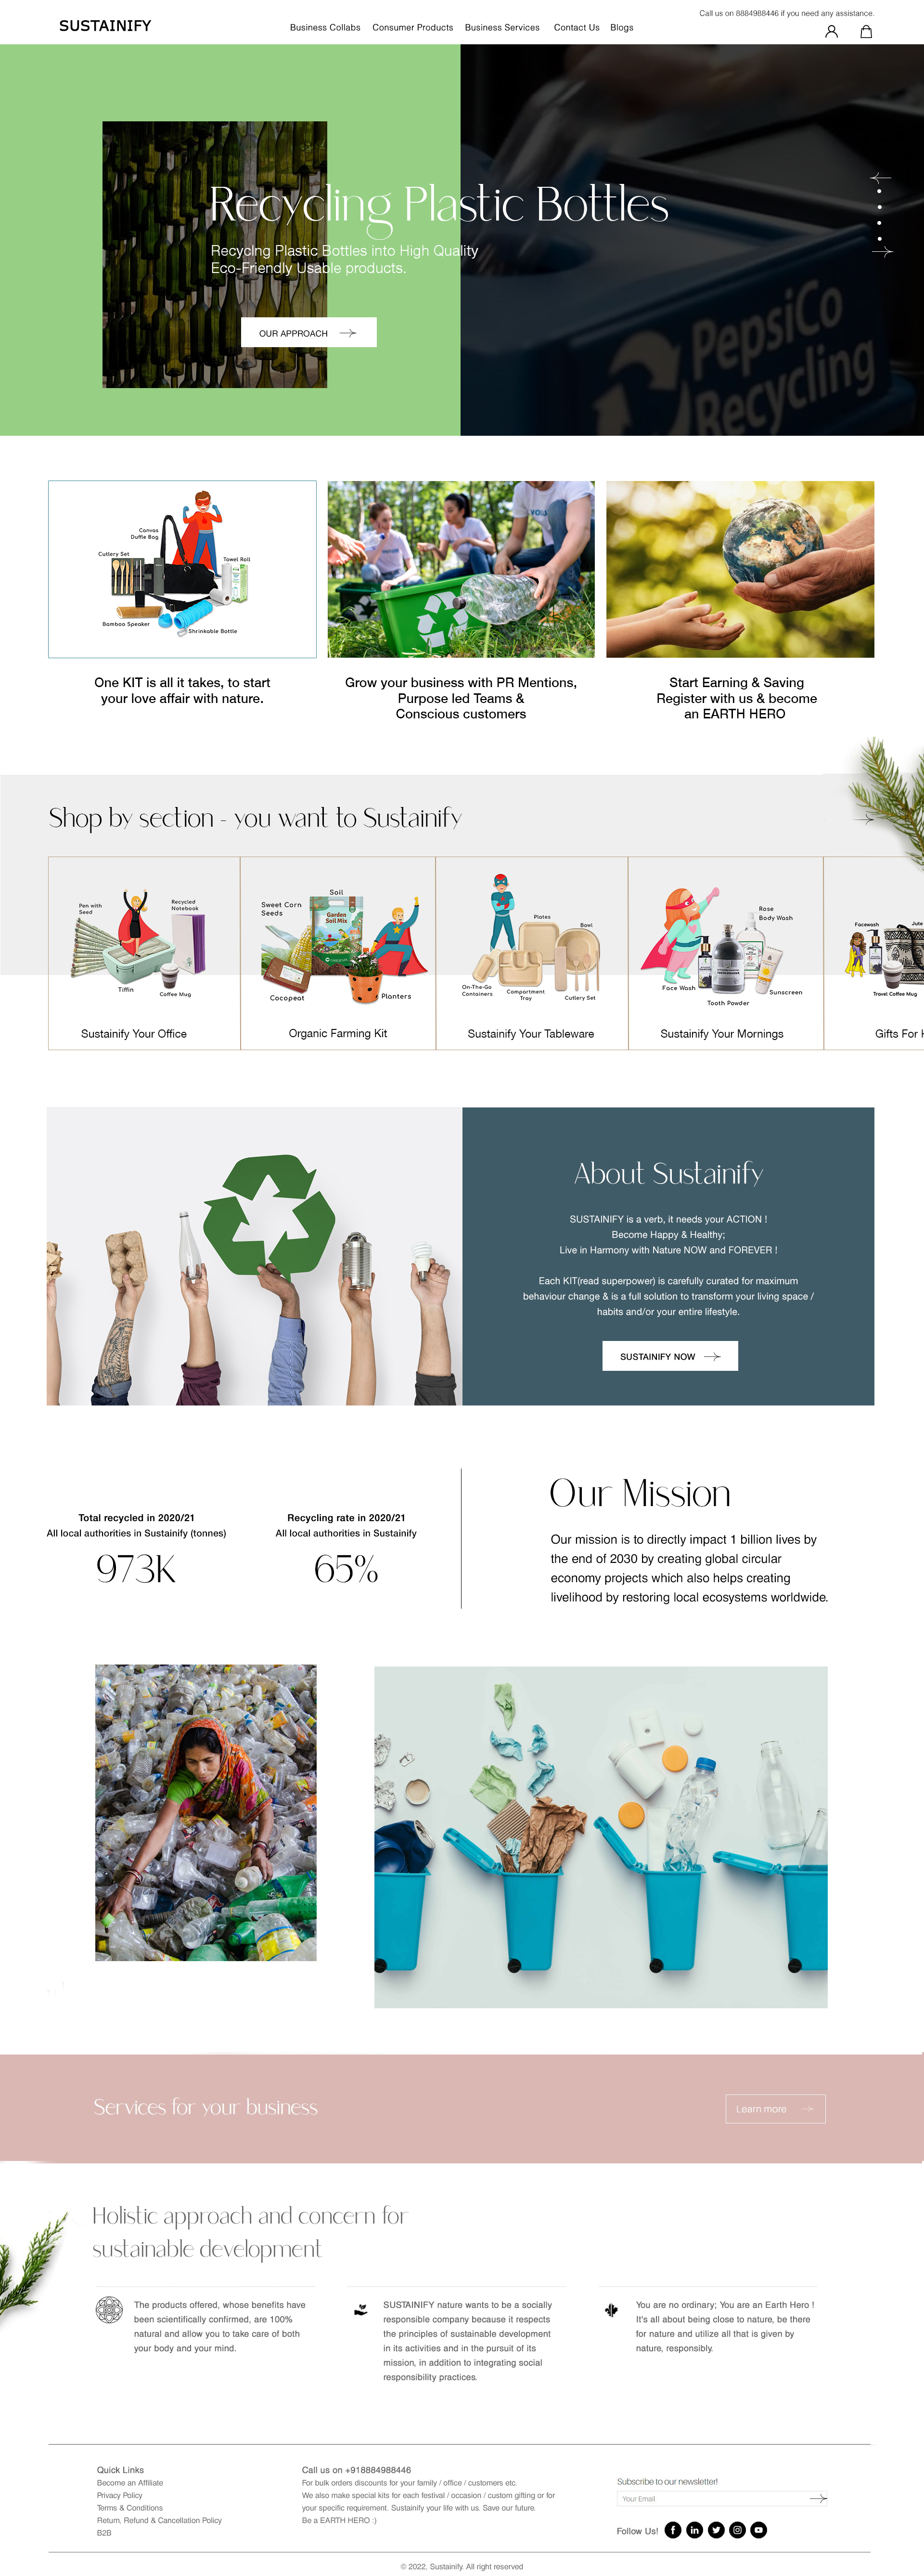 Call us on 8884988446 if you need any assistance.
SUSTAINIFY
Business Collabs Consumer Products Business Services Contact Us Blogs
Recycling Plastic Bottles
Recycing Plastic Bottles into High Quality
Eco-Friendly Usable products.
OUR APPROACH
PepsiCo
Recycling
Canvas
Duffle Bag
Cutlery Set
Towel Roll
Bamboo Speaker
Shrinkable Bottle
One KIT is all it takes, to start
your love affair with nature.
Grow your business with PR Mentions,
Purpose led Teams &
Conscious customers
Start Earning & Saving
Register with us & become
an EARTH HERO
Shop by section - you want to Sustainify
Pen with
Seed
Recycled
Notebook
Tiffin
Coffee Mug
Sustainify Your Office
Soil
Sweet Corn
Seeds
Garden
Soil Mix
Cocopeat
Planters
Organic Farming Kit
Plates
Bowl
On-The-Go
Containers
Compartment
Tray
Cutlery Set
Sustainify Your Tableware
Rose
Body Wash
Face Wash
Sunscreen
Tooth Powder
Sustainify Your Mornings
Facewash
Jute
Travel Coffee Mug
Gifts For
About Sustainify
SUSTAINIFY is a verb, it needs your ACTION !
Become Happy & Healthy;
Live in Harmony with Nature NOW and FOREVER !
Each KIT(read superpower) is carefully curated for maximum
behaviour change & is a full solution to transform your living space /
habits and/or your entire lifestyle.
SUSTAINIFY NOW
Total recycled in 2020/21
All local authorities in Sustainify (tonnes)
973K
Recycling rate in 2020/21
All local authorities in Sustainify
65%
Our Mission
Our mission is to directly impact 1 billion lives by
the end of 2030 by creating global circular
economy projects which also helps creating
livelihood by restoring local ecosystems worldwide.
Services for your business
Learn more
Holistic approach and concern for
sustainable development
The products offered, whose benefits have
been scientifically confirmed, are 100%
natural and allow you to take care of both
your body and your mind.
SUSTAINIFY nature wants to be a socially
responsible company because it respects
the principles of sustainable development
in its activities and in the pursuit of its
mission, in addition to integrating social
responsibility practices.
You are no ordinary; You are an Earth Hero !
It's all about being close to nature, be there
for nature and utilize all that is given by
nature, responsibly.
Quick Links
Become an Affiliate
Privacy Policy
Terms & Conditions
Return, Refund & Cancellation Policy
B2B
Call us on +918884988446
For bulk orders discounts for your family / office / customers etc.
We also make special kits for each festival / occasion / custom gifting or for
your specific requirement. Sustainify your life with us. Save our future.
Be a EARTH HERO :)
Subscribe to our newsletter!
Your Email
Follow Us!
© 2022, Sustainify. All right reserved